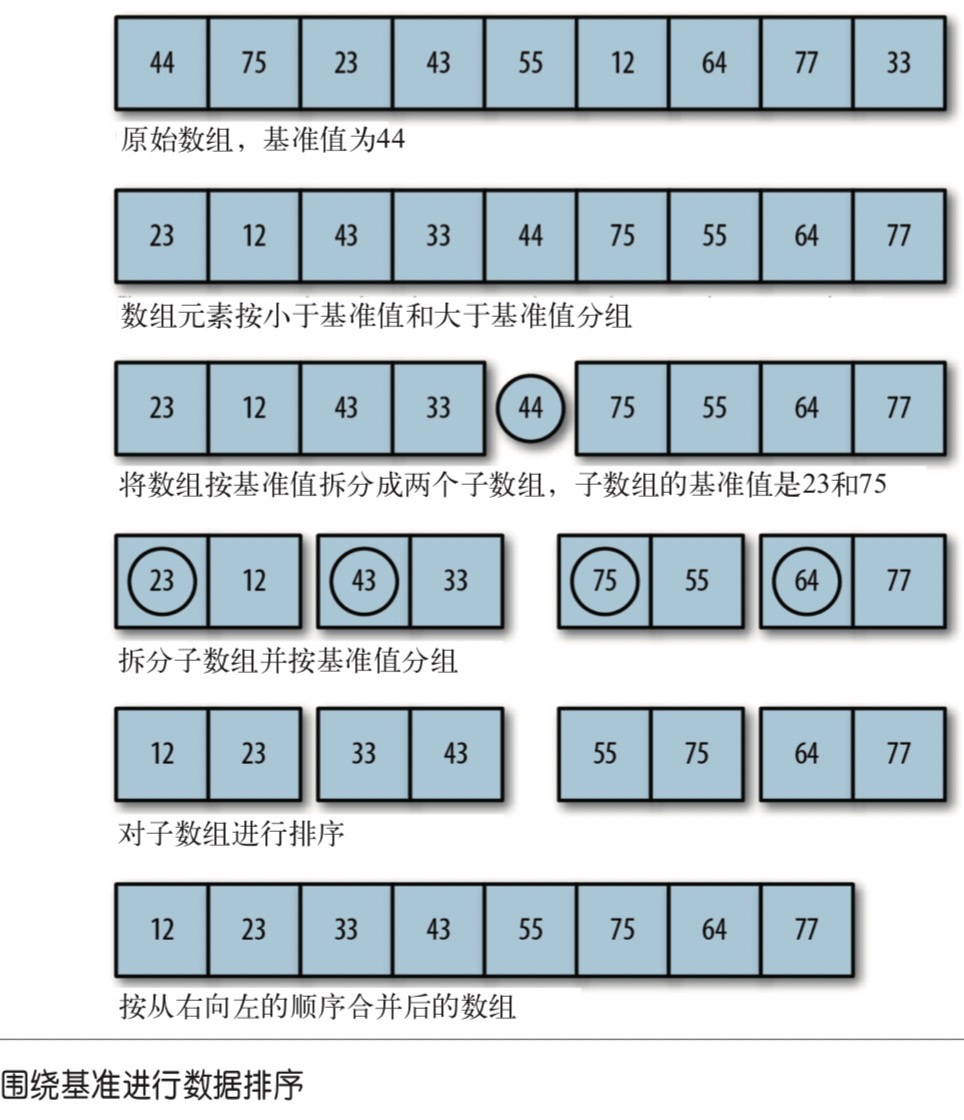 44 75 23 43 55 12 64 77 33
原始数组，基准值为44
23 12 43 33 44 75 55 64 77
数组元素按小于基准值和大于基准值分组
23 12 43 33 44 75 55 64 77
将数组按基准值拆分成两个子数组，子数组的基准值是23和75
23 12 43 33 75 55 64 77
拆分子数组并按基准值分组
12 23 33 43 55 75 64 77
对子数组进行排序
12 23 33 43 55 75 64 77
按从右向左的顺序合并后的数组
围绕基准进行数据排序